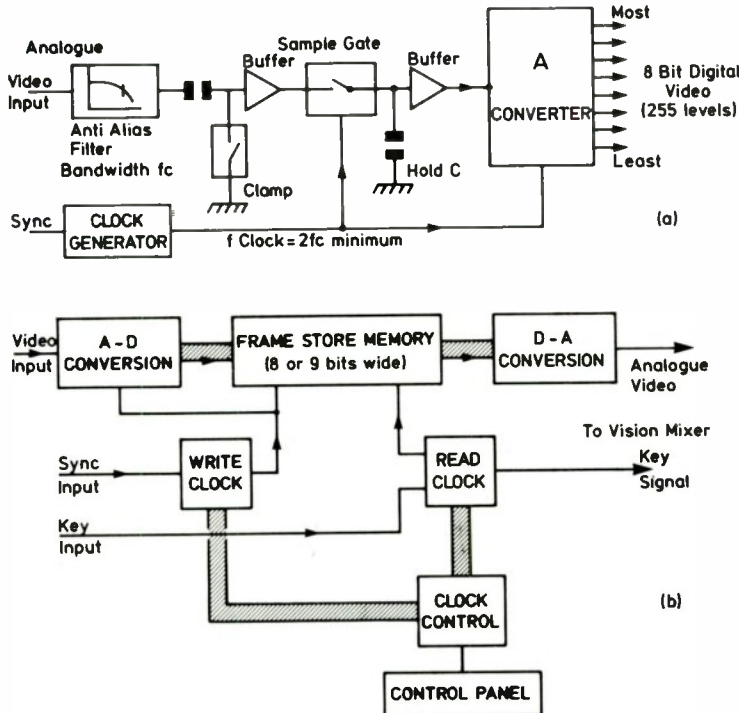 Analogue
Video
Input
Anti Alias
Filter
Bandwidth fc
Buffer
Clamp
Sample Gate
Buffer
Hold C
A
CONVERTER
Most
8 Bit Digital
Video
(255 levels)
Least
Sync
CLOCK
GENERATOR
f Clock = 2fc minimum
(a)
Video
Input
A-D
CONVERSION
FRAME STORE MEMORY
(8 or 9 bits wide)
D-A
CONVERSION
Analogue
Video
Sync
Input
WRITE
CLOCK
READ
CLOCK
To Vision Mixer
Key
Signal
Key
Input
CLOCK
CONTROL
(b)
CONTROL PANEL